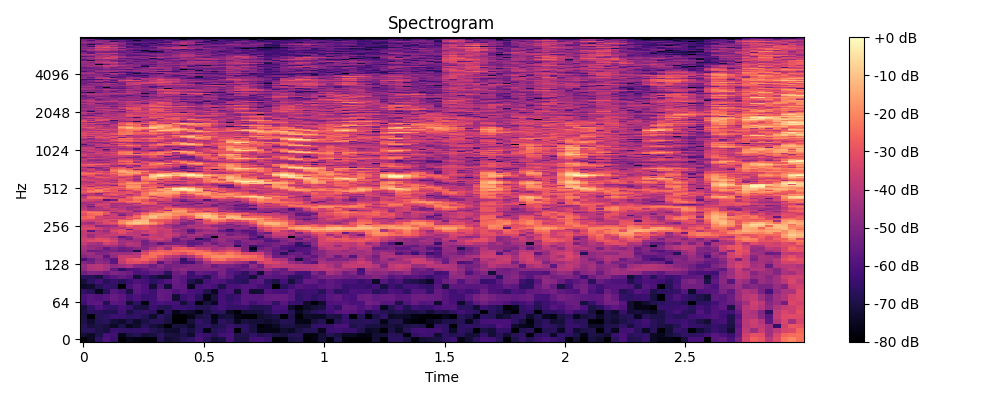 Spectrogram
+0 dB
4096
-10 dB
2048
-20 dB
1024
-30 dB
Hz
512
-40 dB
256
-50 dB
128
-60 dB
64
-70 dB
0
-80 dB
0 0.5 1 1.5 2 2.5
Time